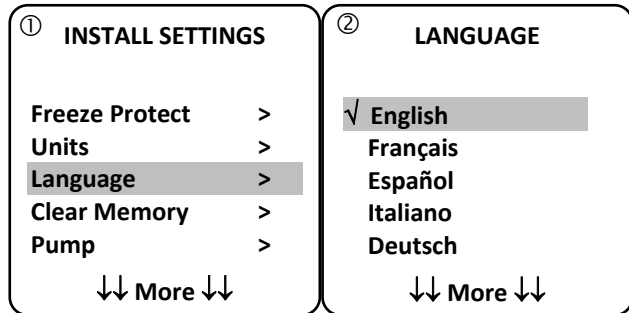 ①
INSTALL SETTINGS
Freeze Protect >
Units >
Language >
Clear Memory >
Pump >
↓↓ More ↓↓
②
LANGUAGE
√ English
Français
Español
Italiano
Deutsch
↓↓ More ↓↓